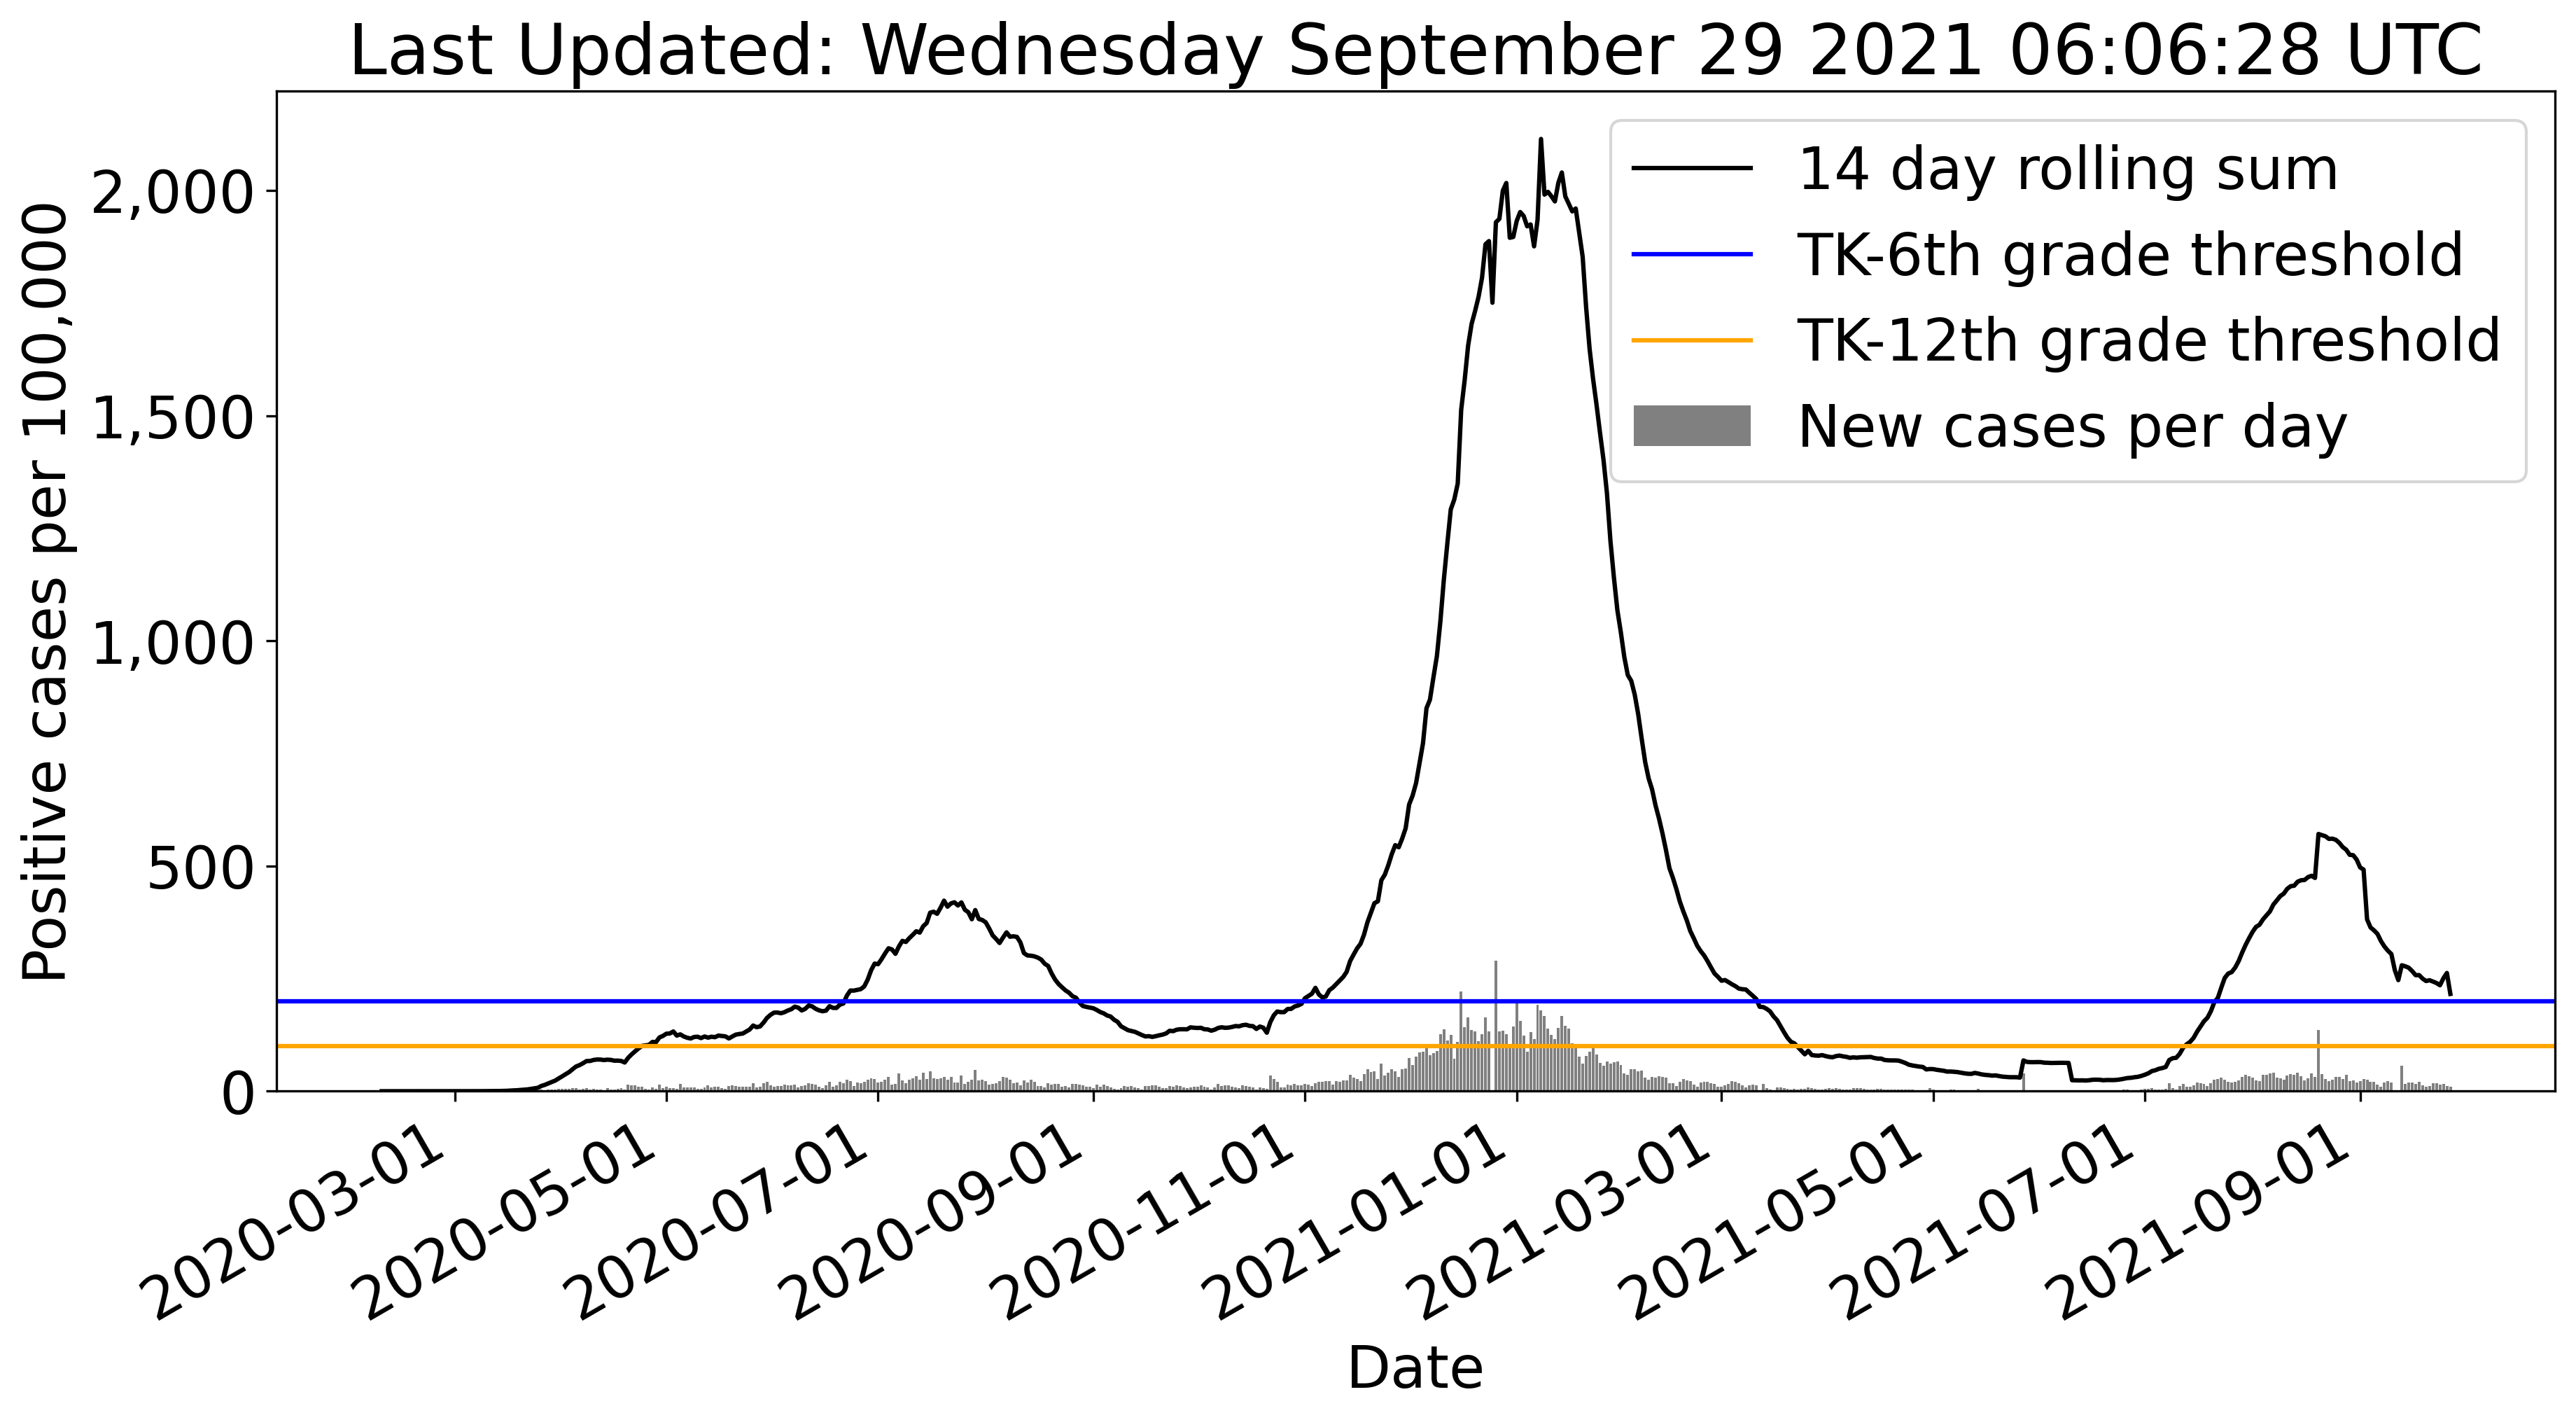 Last Updated: Wednesday September 29 2021 06:06:28 UTC
Positive cases per 100,000
2,000
1,500
1,000
500
0
14 day rolling sum
TK-6th grade threshold
TK-12th grade threshold
New cases per day
2020-03-01
2020-05-01
2020-07-01
2020-09-01
2020-11-01
2021-01-01
2021-03-01
2021-05-01
2021-07-01
2021-09-01
Date